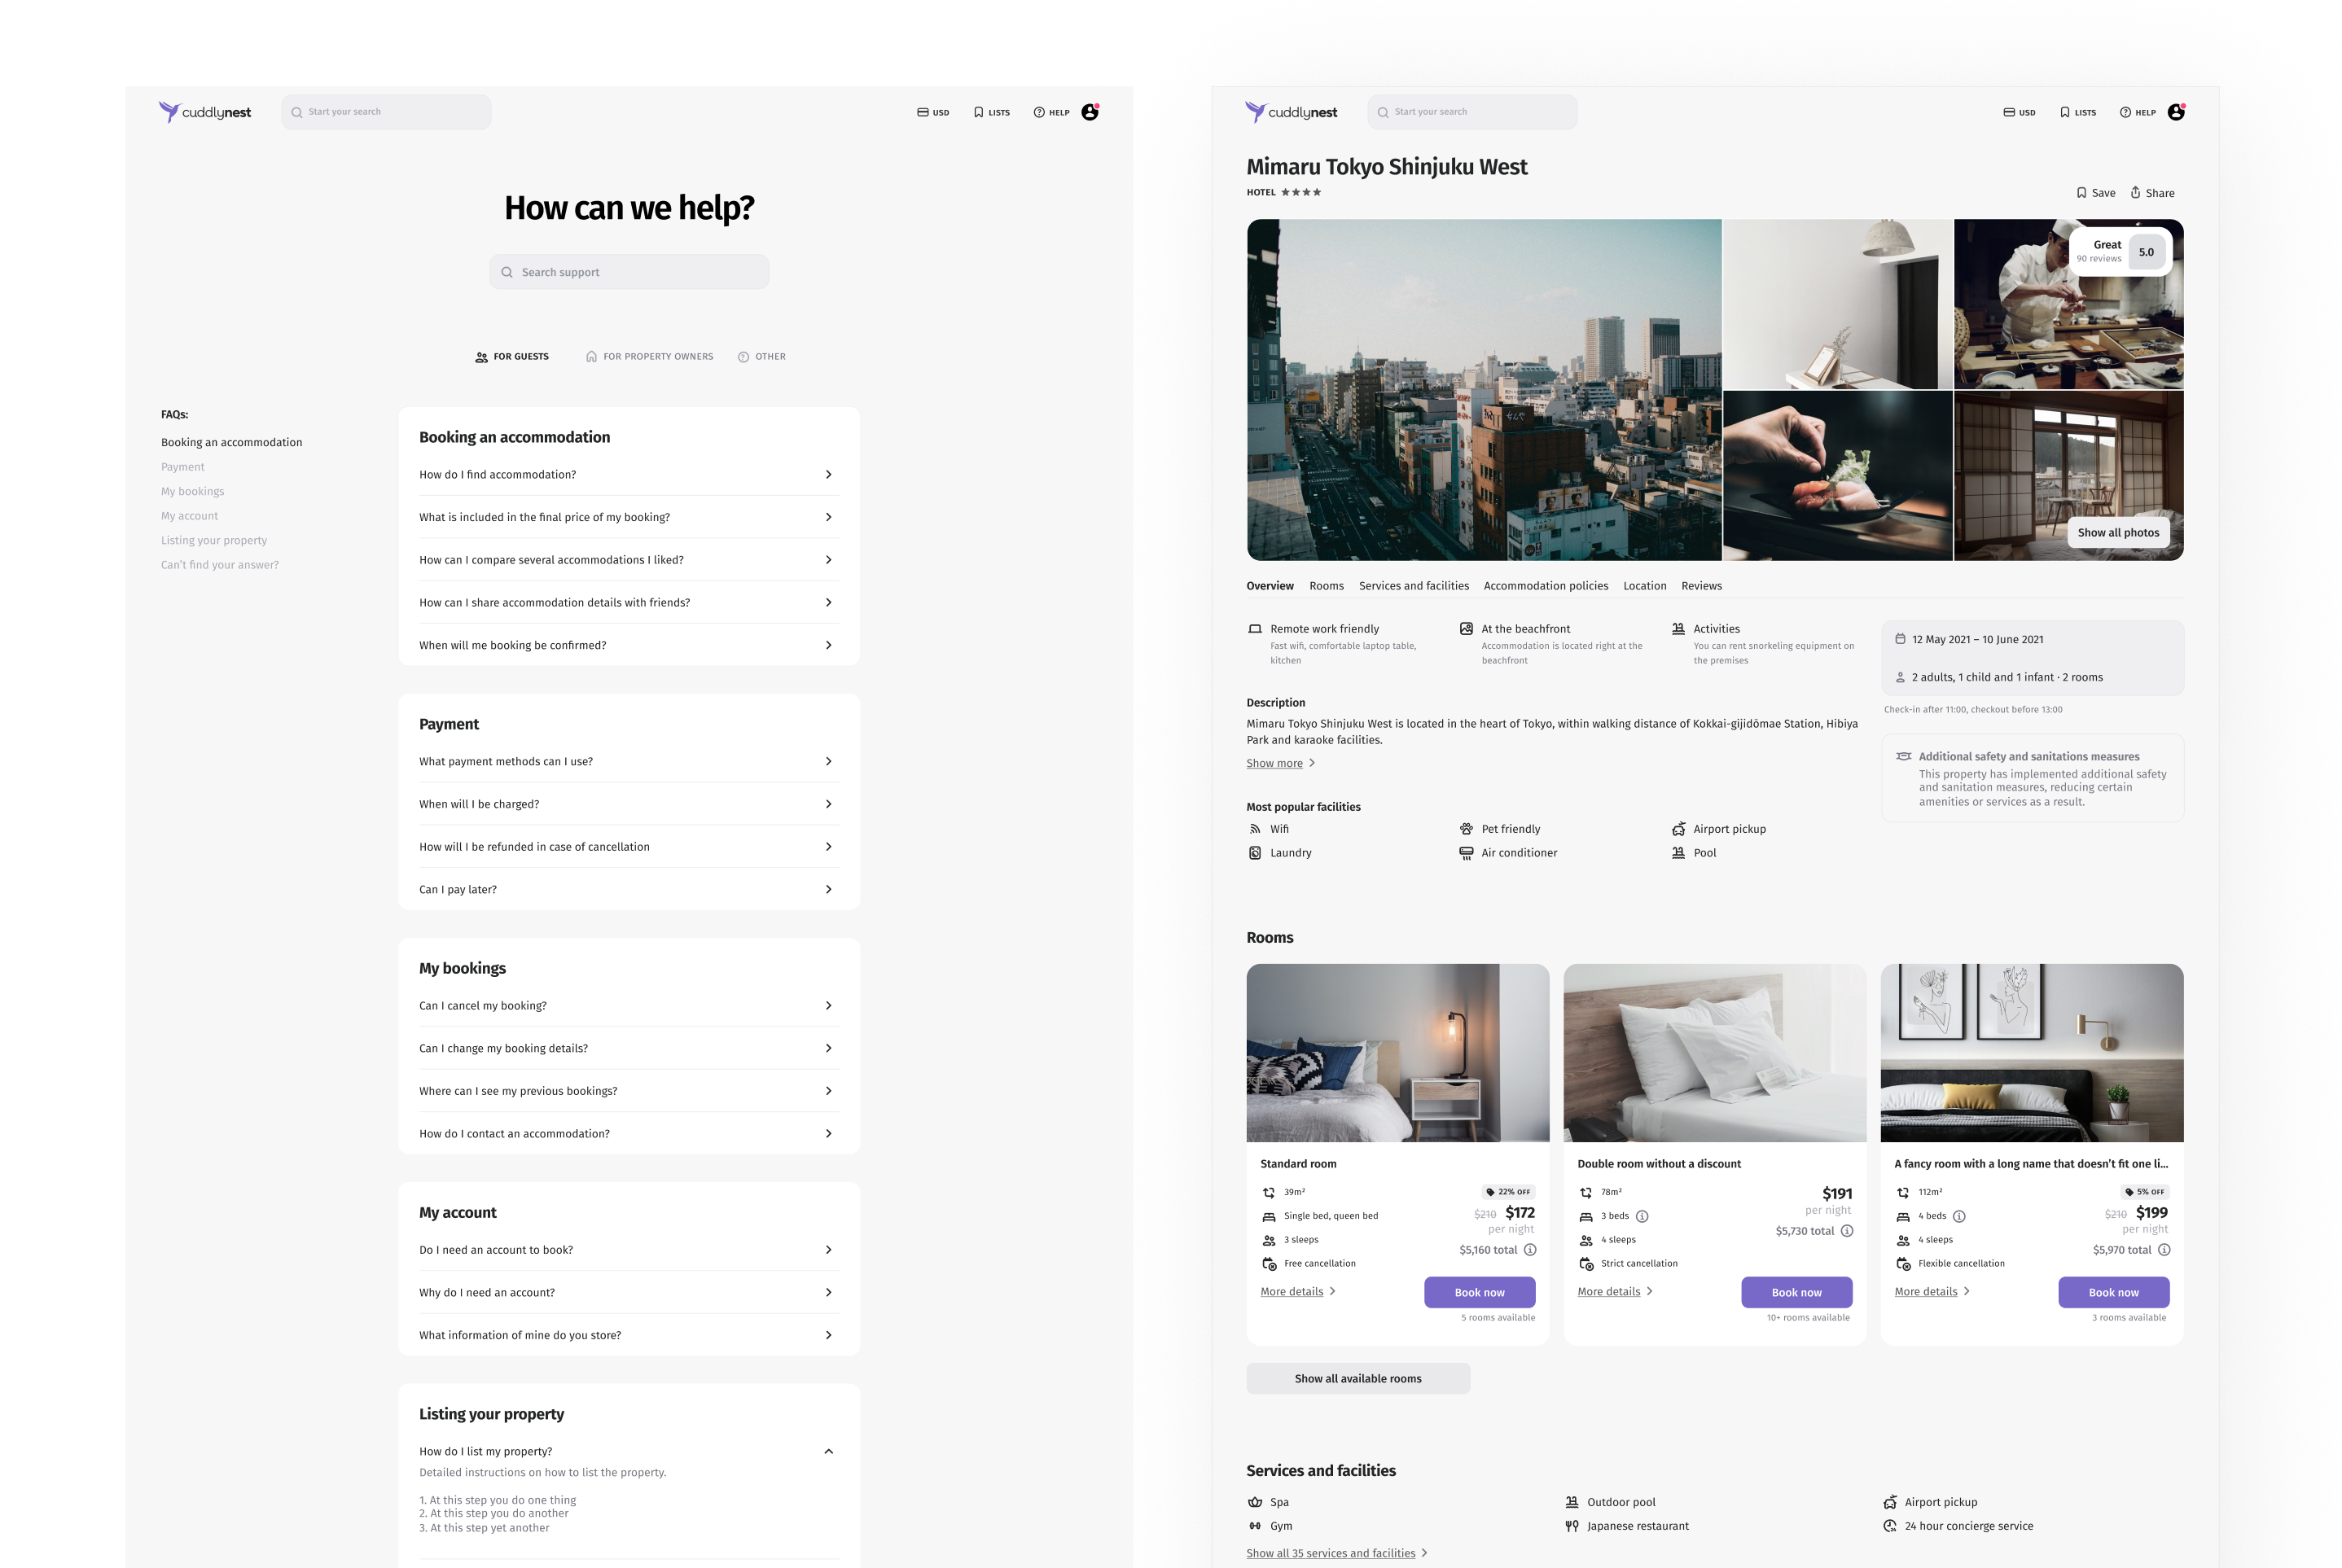 cuddlynest
Start your search
USD
LISTS
HELP
How can we help?
Search support
FOR GUESTS
FOR PROPERTY OWNERS
OTHER
FAQs:
Booking an accommodation
Payment
My bookings
My account
Listing your property
Can't find your answer?
Booking an accommodation
How do I find accommodation?
What is included in the final price of my booking?
How can I compare several accommodations I liked?
How can I share accommodation details with friends?
When will me booking be confirmed?
Payment
What payment methods can I use?
When will I be charged?
How will I be refunded in case of cancellation
Can I pay later?
My bookings
Can I cancel my booking?
Can I change my booking details?
Where can I see my previous bookings?
How do I contact an accommodation?
My account
Do I need an account to book?
Why do I need an account?
What information of mine do you store?
Listing your property
How do I list my property?
Detailed instructions on how to list the property.
1. At this step you do one thing
2. At this step you do another
3. At this step yet another
cuddlynest
Start your search
USD
LISTS
HELP
Mimaru Tokyo Shinjuku West
HOTEL ★★★★
Save
Share
Great
90 reviews
5.0
Show all photos
Overview
Rooms
Services and facilities
Accommodation policies
Location
Reviews
Remote work friendly
Fast wifi, comfortable laptop table,
kitchen
At the beachfront
Accommodation is located right at the
beachfront
Activities
You can rent snorkeling equipment on
the premises
12 May 2021 – 10 June 2021
2 adults, 1 child and 1 infant · 2 rooms
Check-in after 11:00, checkout before 13:00
Additional safety and sanitations measures
This property has implemented additional safety
and sanitation measures, reducing certain
amenities or services as a result.
Description
Mimaru Tokyo Shinjuku West is located in the heart of Tokyo, within walking distance of Kokkai-gijidōmae Station, Hibiya
Park and karaoke facilities.
Show more
Most popular facilities
Wifi
Pet friendly
Airport pickup
Laundry
Air conditioner
Pool
Rooms
Standard room
39m²
Single bed, queen bed
3 sleeps
Free cancellation
22% OFF
$210 $172
per night
$5,160 total
More details
Book now
5 rooms available
Double room without a discount
78m²
3 beds
4 sleeps
Strict cancellation
$191
per night
$5,730 total
More details
Book now
10+ rooms available
A fancy room with a long name that doesn't fit one li...
112m²
4 beds
4 sleeps
Flexible cancellation
5% OFF
$210 $199
per night
$5,970 total
More details
Book now
3 rooms available
Show all available rooms
Services and facilities
Spa
Outdoor pool
Airport pickup
Gym
Japanese restaurant
24 hour concierge service
Show all 35 services and facilities